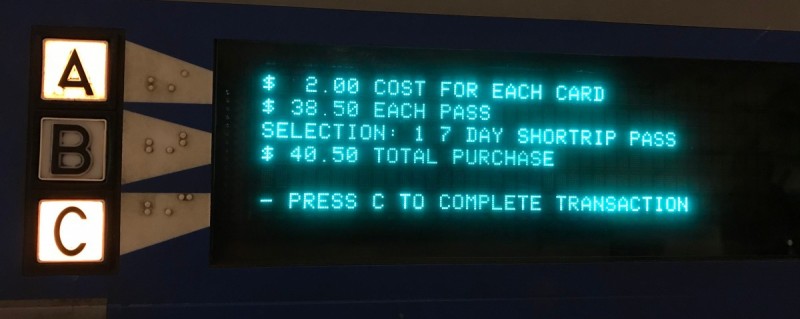 A
B
C
$ 2.00 COST FOR EACH CARD
$ 38.50 EACH PASS
SELECTION: 1 7 DAY SHORTRIP PASS
$ 40.50 TOTAL PURCHASE
- PRESS C TO COMPLETE TRANSACTION